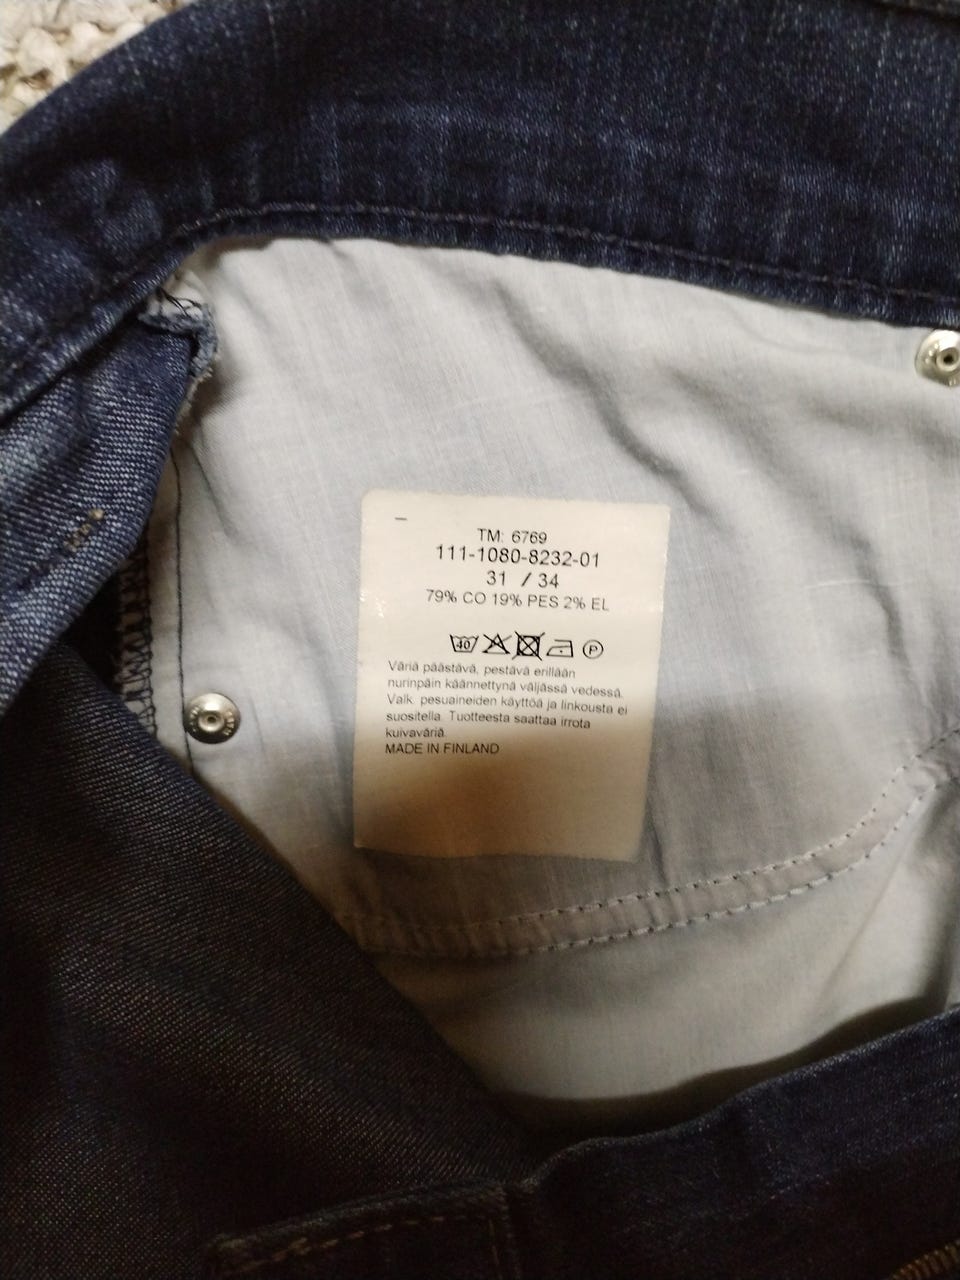 TM: 6769
111-1080-8232-01
31 / 34
79% CO 19% PES 2% EL
40 P
Väriä päästävä, pestävä erillään
nurinpäin käännettynä väljässä vedessä.
Valk. pesuaineiden käyttöä ja linkousta ei
suositella. Tuotteesta saattaa irrota
kuivaväriä.
MADE IN FINLAND